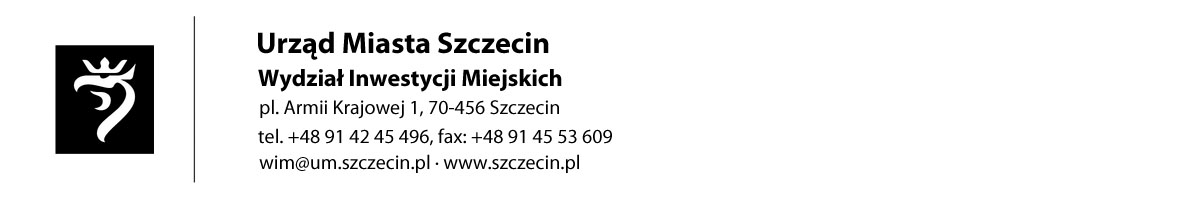 Urząd Miasta Szczecin
Wydział Inwestycji Miejskich
pl. Armii Krajowej 1, 70-456 Szczecin
tel. +48 91 42 45 496, fax: +48 91 45 53 609
wim@um.szczecin.pl · www.szczecin.pl